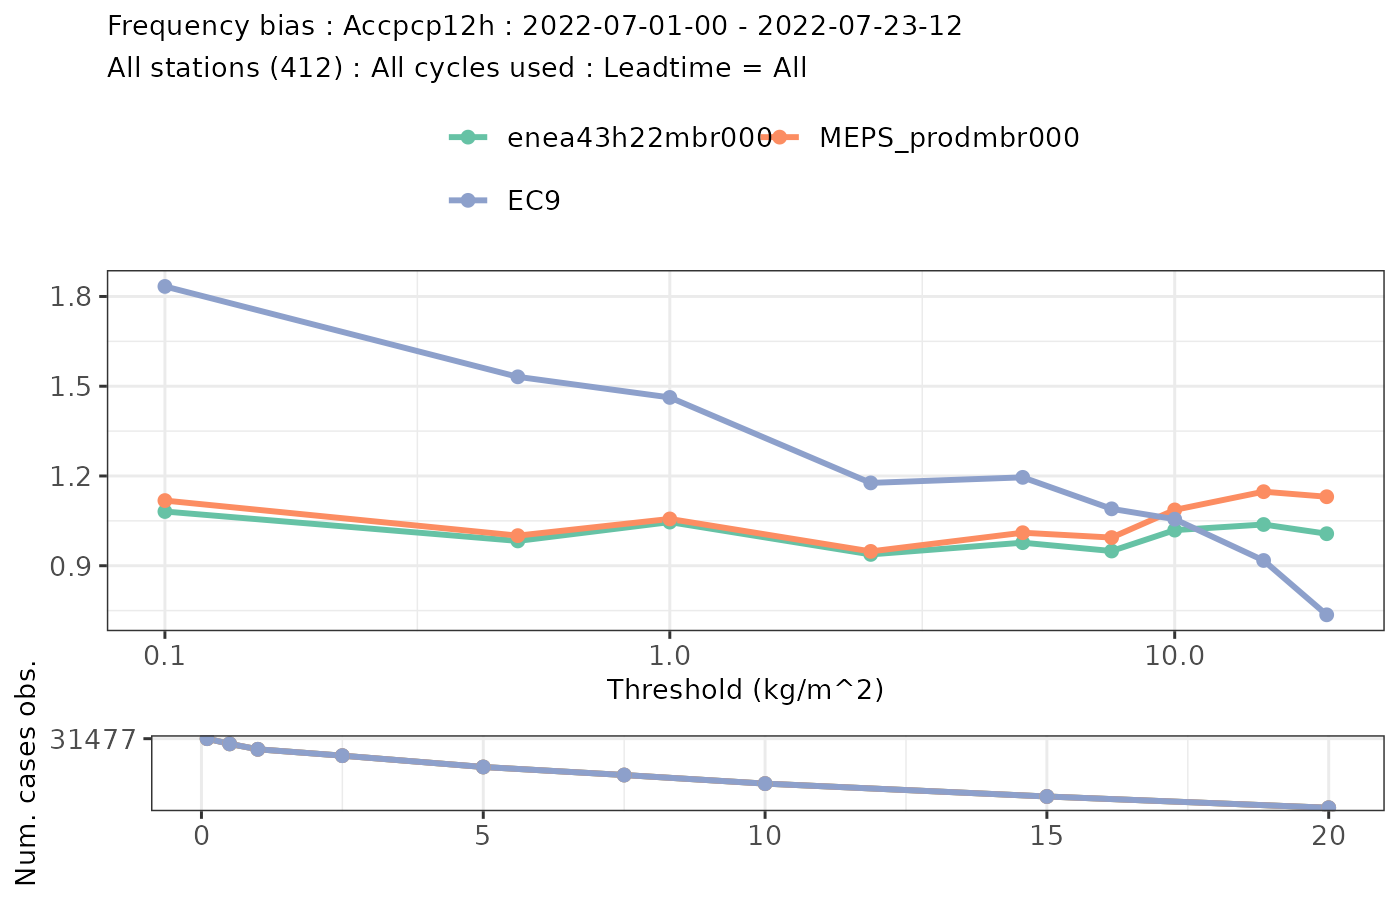 Frequency bias : Accpcp12h : 2022-07-01-00 - 2022-07-23-12
All stations (412) : All cycles used : Leadtime = All
enea43h22mbr000 MEPS_prodmbr000
EC9
1.8
1.5
1.2
0.9
0.1 1.0 10.0
Threshold (kg/m^2)
Num. cases obs.
31477
0 5 10 15 20